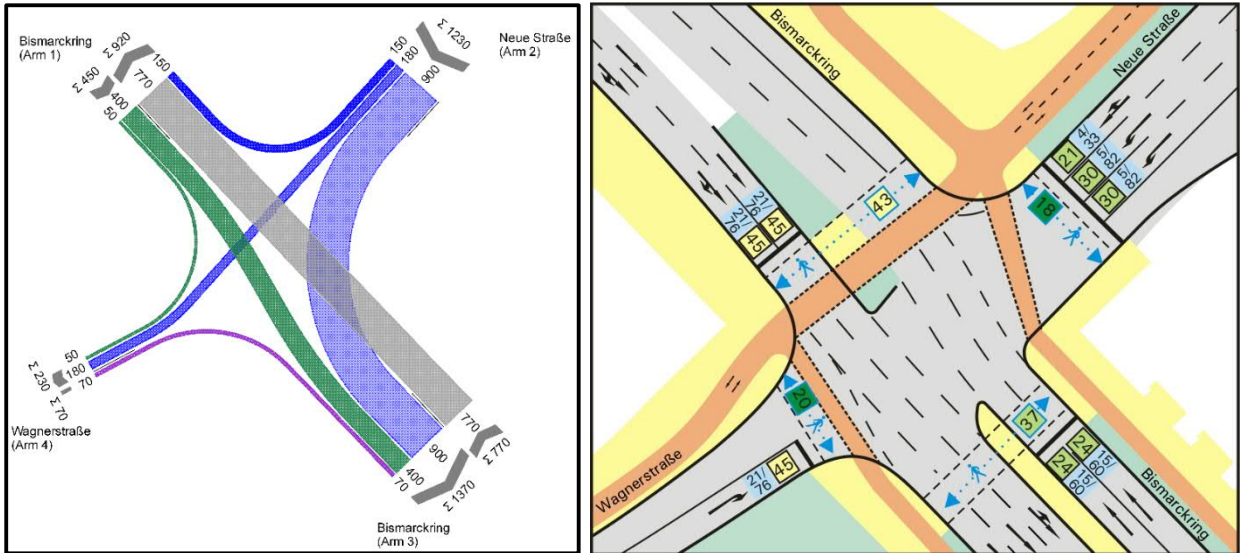 Bismarckring
(Arm 1)
Σ 920
Σ 450
150
770
400
50
Neue Straße
(Arm 2)
Σ 1230
150
180
900
50
180
70
Σ 230
Σ 70
Wagnerstraße
(Arm 4)
770
Σ 770
900
400
70
Σ 1370
Bismarckring
(Arm 3)
Bismarckring
Neue Straße
4/
33
21
5/
82
30
5/
82
30
18
43
21/
76
45
21/
76
45
20
37
Wagnerstraße
21/
76
45
24
15/
60
24
15/
60
Bismarckring